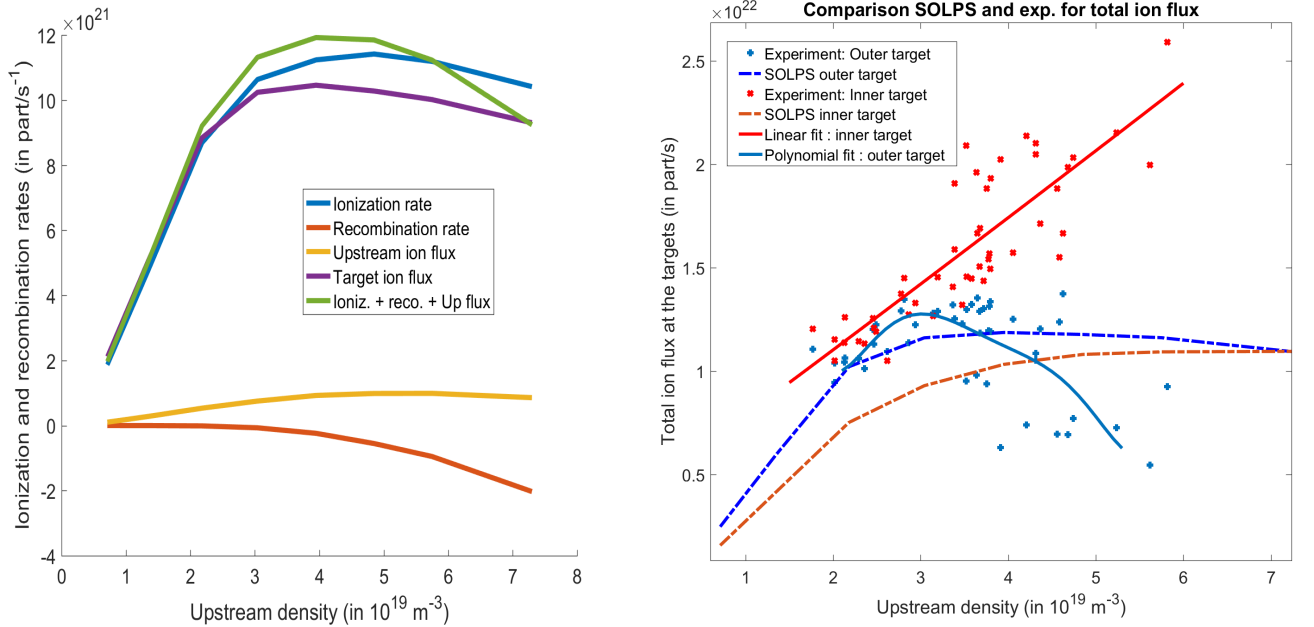 ×10^21
12
10
8
6
4
2
0
-2
-4
0 1 2 3 4 5 6 7 8
Ionization and recombination rates (in part/s^-1)
Upstream density (in 10^19 m^-3)
Ionization rate
Recombination rate
Upstream ion flux
Target ion flux
Ioniz. + reco. + Up flux
Comparison SOLPS and exp. for total ion flux
×10^22
2.5
2
1.5
1
0.5
1 2 3 4 5 6 7
Total ion flux at the targets (in part/s)
Upstream density (in 10^19 m^-3)
Experiment: Outer target
SOLPS outer target
Experiment: Inner target
SOLPS inner target
Linear fit : inner target
Polynomial fit : outer target